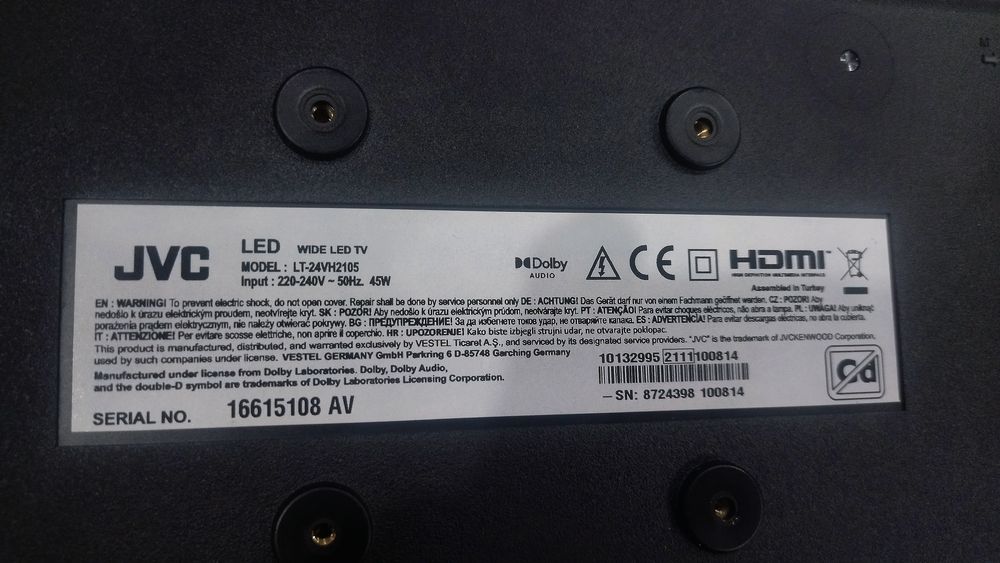 JVC
LED WIDE LED TV
MODEL : LT-24VH2105
Input : 220-240V ~ 50Hz. 45W
Dolby
AUDIO
CE
HDMI™
HIGH-DEFINITION MULTIMEDIA INTERFACE
Assembled in Turkey
EN : WARNING! To prevent electric shock, do not open cover. Repair shall be done by service personnel only DE : ACHTUNG! Das Gerät darf nur von einem Fachmann geöffnet werden. CZ : POZOR! Aby
nedošlo k úrazu elektrickým proudem, neotvírejte kryt. SK : POZOR! Aby nedošlo k úrazu elektrickým prúdom, neotvárajte kryt. PT : ATENÇÃO! Para evitar choques eléctricos, não abra a tampa. PL : UWAGA! Aby uniknąć
porażenia prądem elektrycznym, nie należy otwierać pokrywy. BG : ПРЕДУПРЕЖДЕНИЕ! За да избегнете токов удар, не отваряйте капака. ES : ADVERTENCIA! Para evitar descargas eléctricas, no abra la cubierta.
IT : ATTENZIONE! Per evitare scosse elettriche, non aprire il coperchio. HR : UPOZORENJE! Kako biste izbjegli strujni udar, ne otvarajte poklopac.
This product is manufactured, distributed, and warranted exclusively by VESTEL Ticaret A.Ş., and serviced by its designated service providers. "JVC" is the trademark of JVCKENWOOD Corporation,
used by such companies under license. VESTEL GERMANY GmbH Parkring 6 D-85748 Garching Germany
Manufactured under license from Dolby Laboratories. Dolby, Dolby Audio,
and the double-D symbol are trademarks of Dolby Laboratories Licensing Corporation.
10132995 2111 100814
SN: 8724398 100814
Cd
SERIAL NO. 16615108 AV